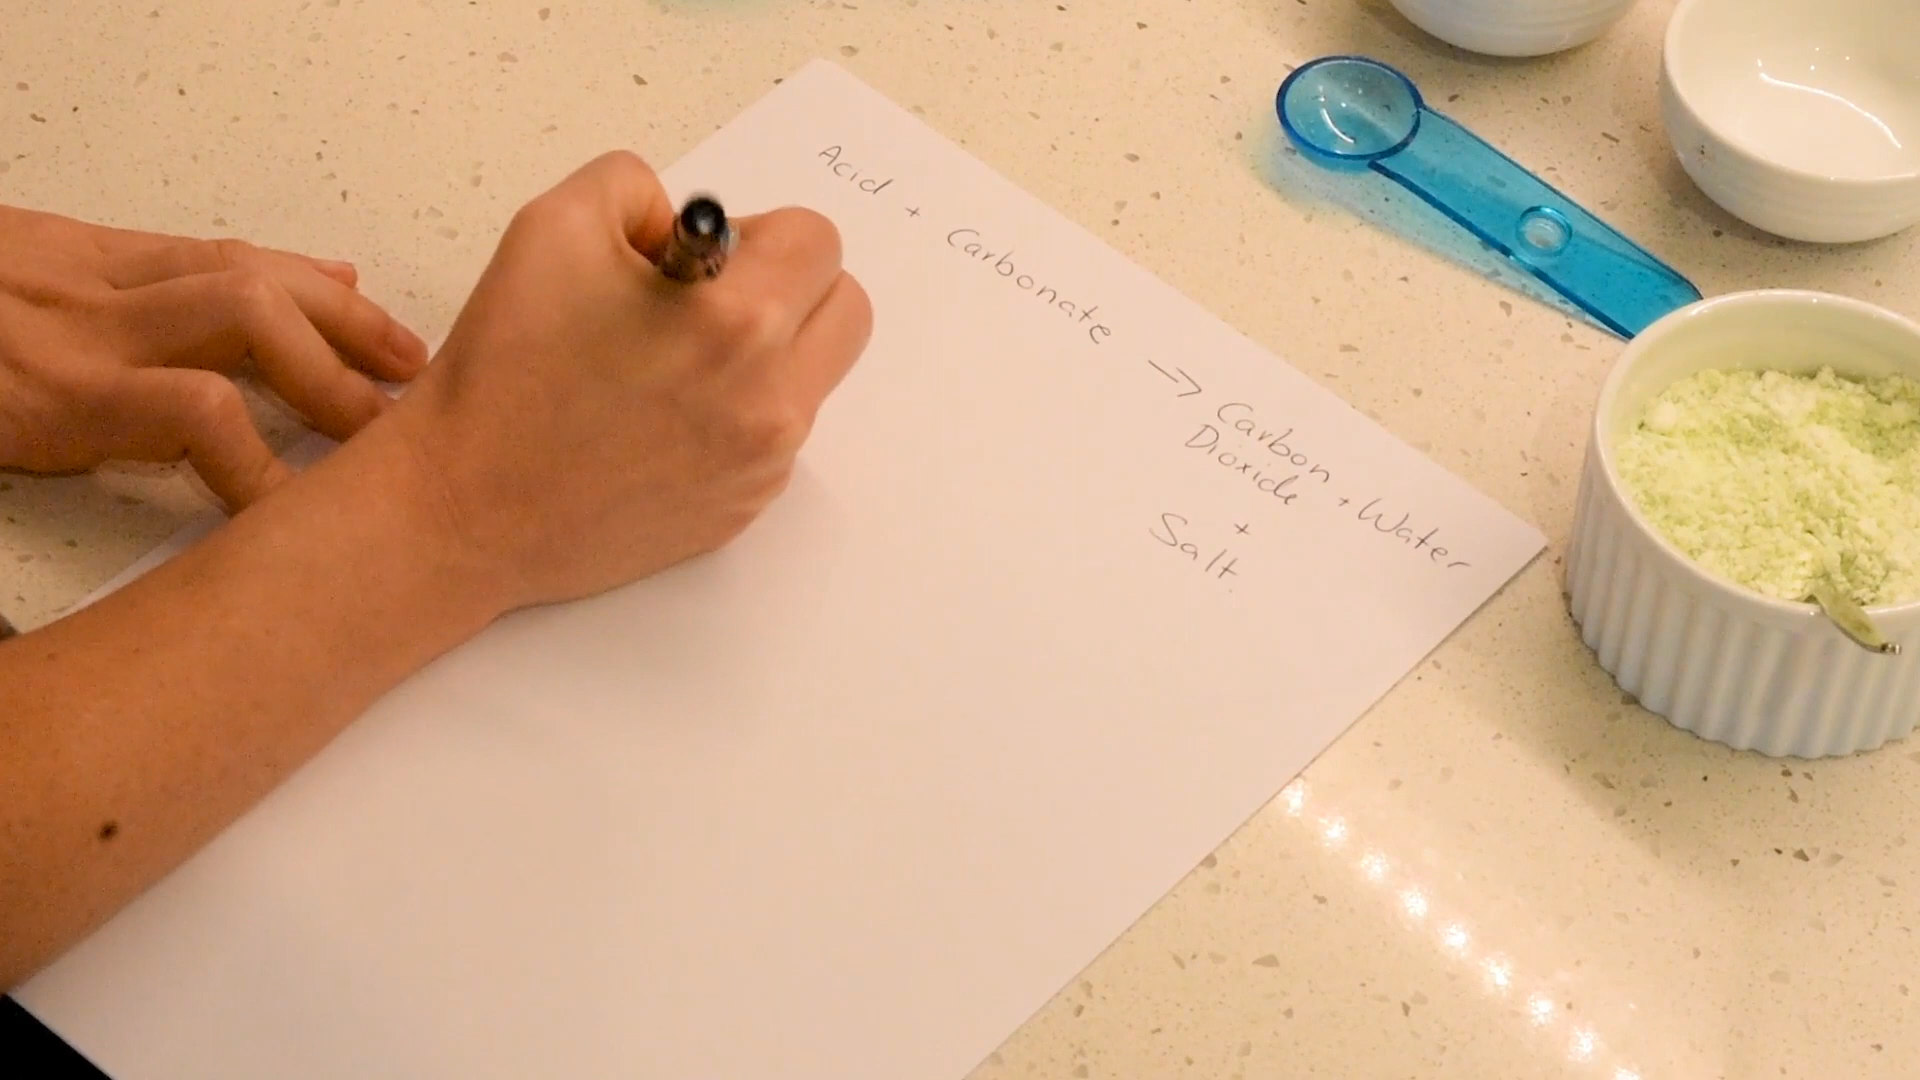 Acid + Carbonate → Carbon + Water
Dioxide
+
Salt